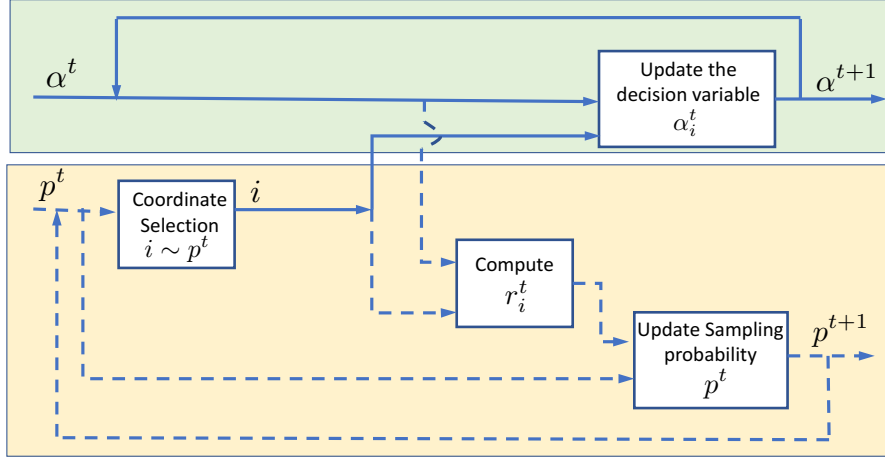 α^t
Update the
decision variable
α_i^t
α^{t+1}
p^t
Coordinate
Selection
i ∼ p^t
i
Compute
r_i^t
Update Sampling
probability
p^t
p^{t+1}